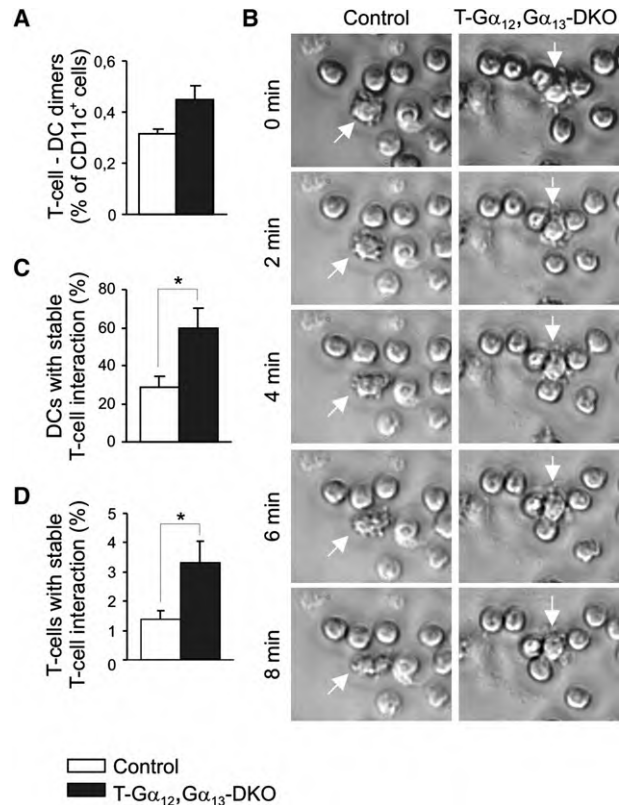 A
T-cell - DC dimers
(% of CD11c⁺ cells)
0,6
0,4
0,2
0
B
Control
T-Gα₁₂,Gα₁₃-DKO
0 min
2 min
4 min
6 min
8 min
C
DCs with stable
T-cell interaction (%)
80
60
40
20
0
*
D
T-cells with stable
T-cell interaction (%)
5
4
3
2
1
0
*
Control
T-Gα₁₂,Gα₁₃-DKO